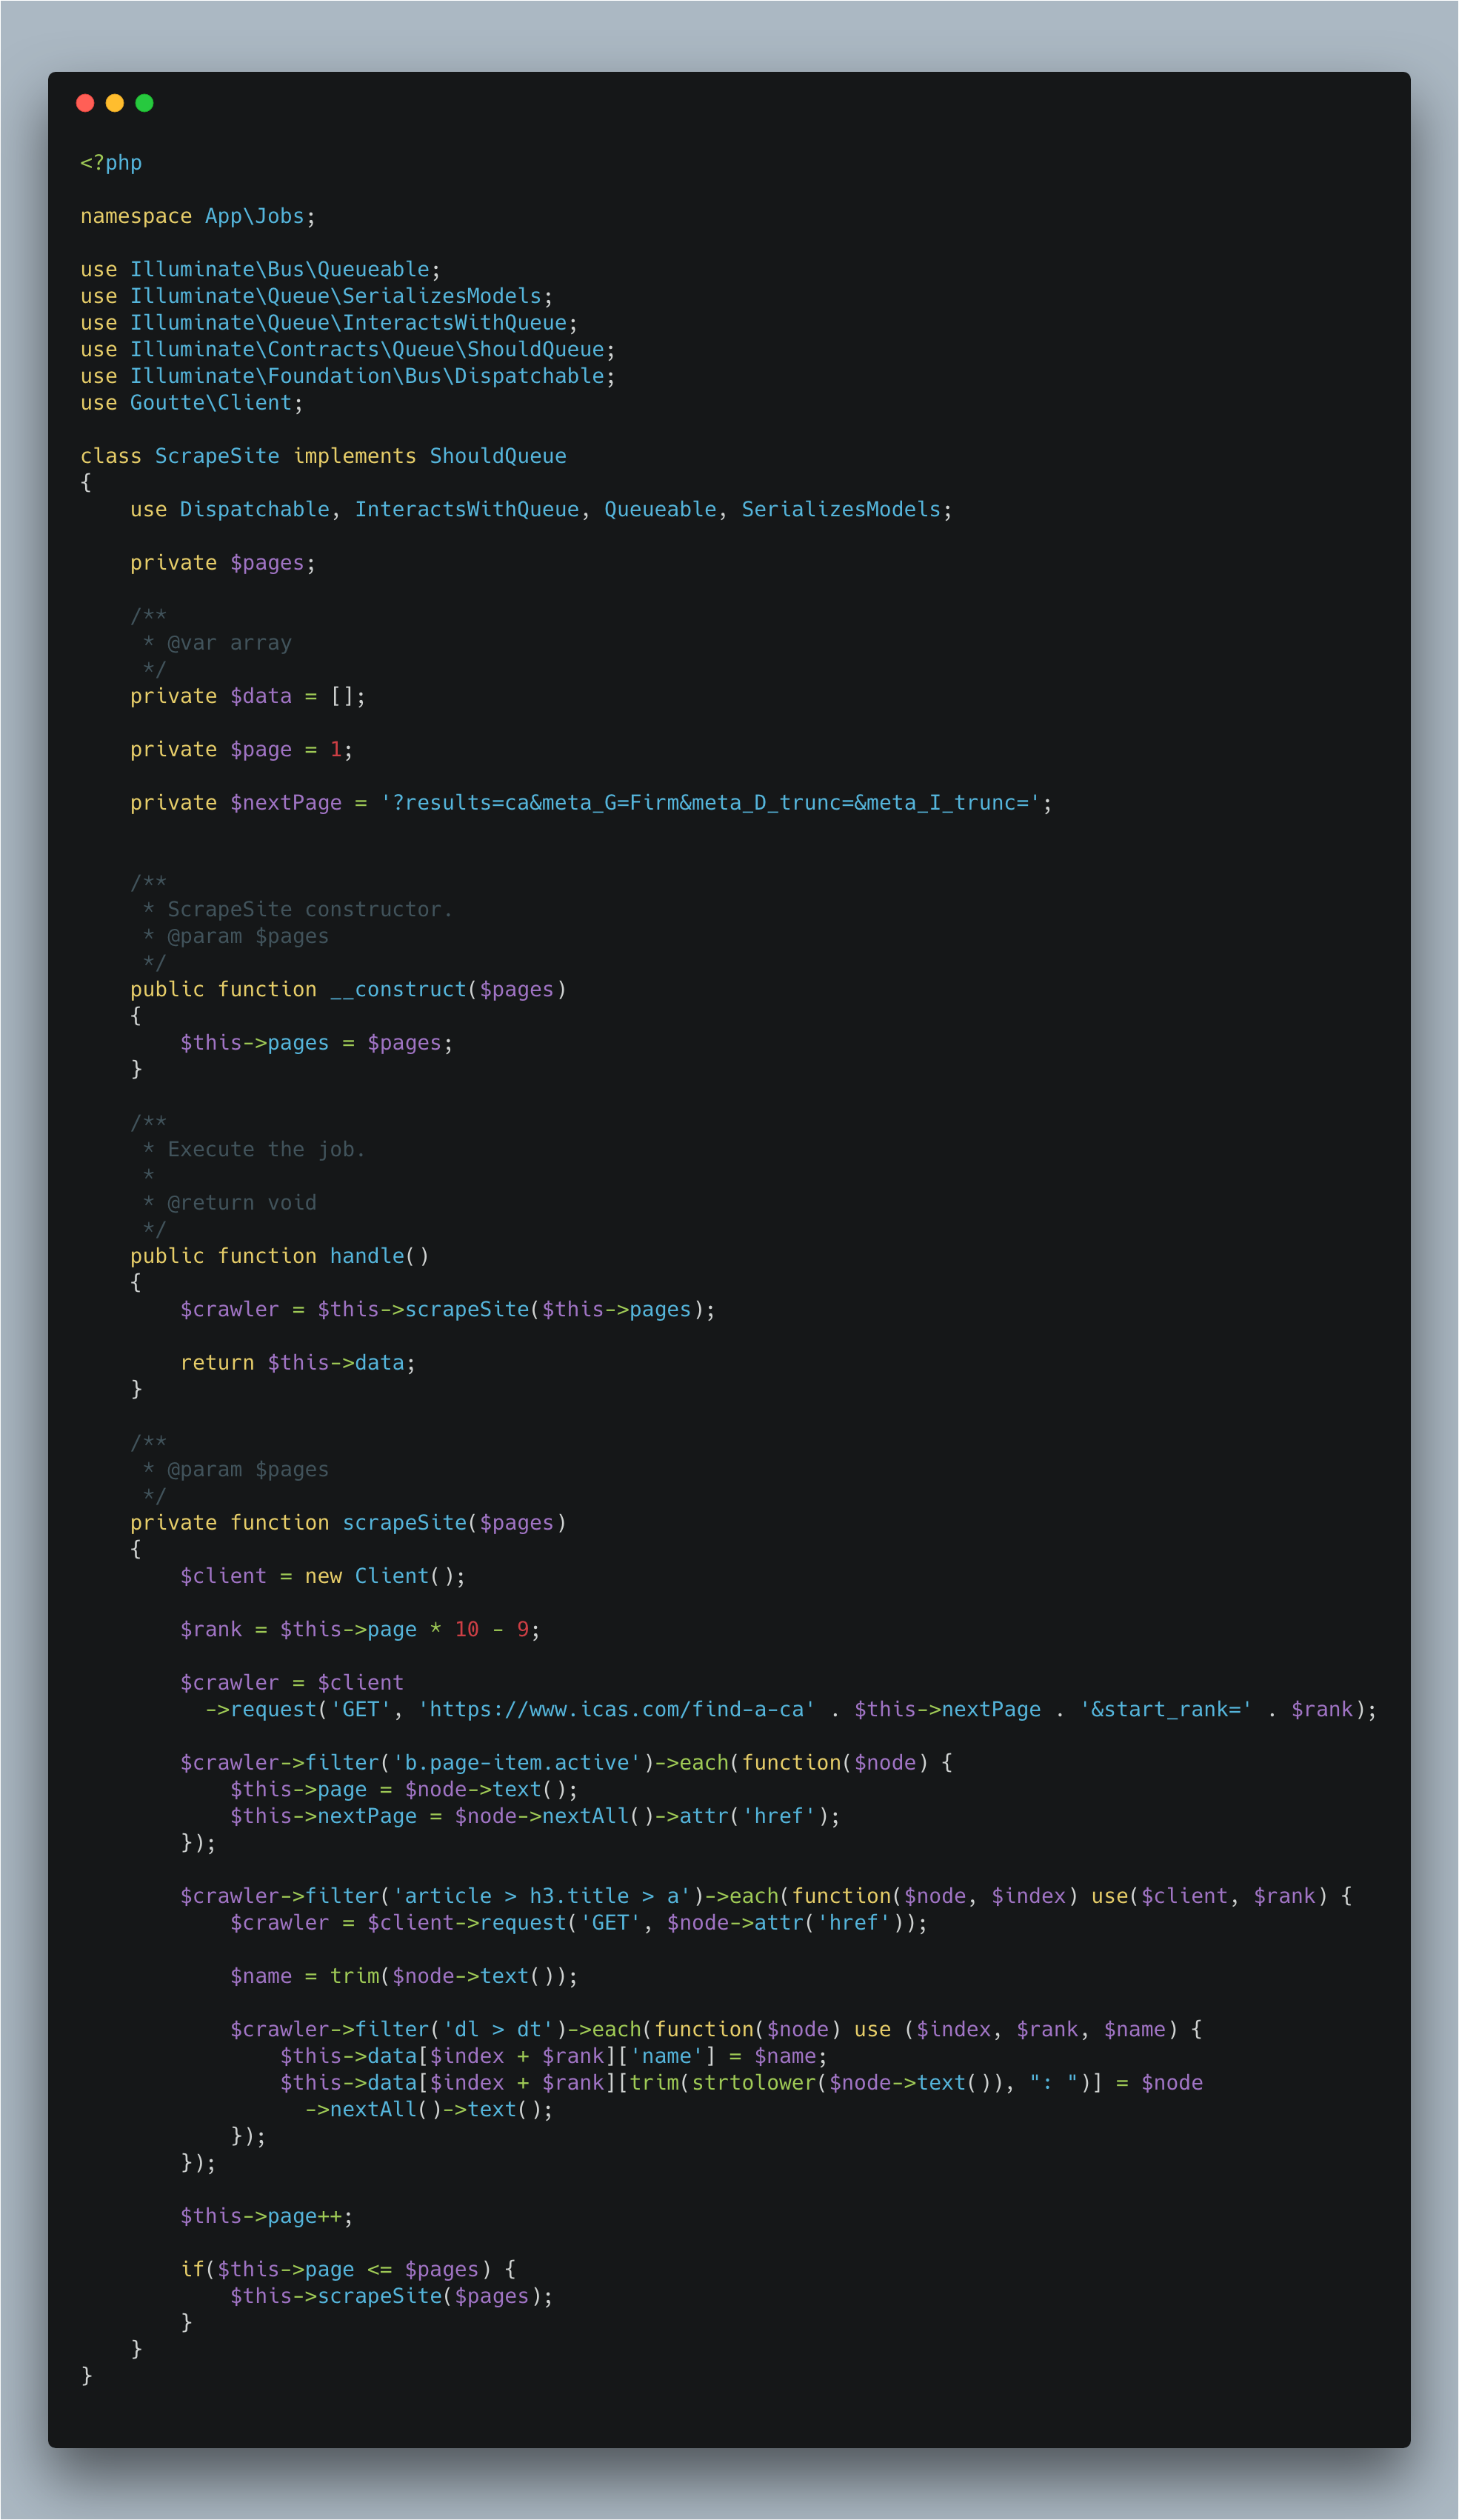 <?php

namespace App\Jobs;

use Illuminate\Bus\Queueable;
use Illuminate\Queue\SerializesModels;
use Illuminate\Queue\InteractsWithQueue;
use Illuminate\Contracts\Queue\ShouldQueue;
use Illuminate\Foundation\Bus\Dispatchable;
use Goutte\Client;

class ScrapeSite implements ShouldQueue
{
    use Dispatchable, InteractsWithQueue, Queueable, SerializesModels;

    private $pages;

    /**
     * @var array
     */
    private $data = [];

    private $page = 1;

    private $nextPage = '?results=ca&meta_G=Firm&meta_D_trunc=&meta_I_trunc=';


    /**
     * ScrapeSite constructor.
     * @param $pages
     */
    public function __construct($pages)
    {
        $this->pages = $pages;
    }

    /**
     * Execute the job.
     *
     * @return void
     */
    public function handle()
    {
        $crawler = $this->scrapeSite($this->pages);

        return $this->data;
    }

    /**
     * @param $pages
     */
    private function scrapeSite($pages)
    {
        $client = new Client();

        $rank = $this->page * 10 - 9;

        $crawler = $client
          ->request('GET', 'https://www.icas.com/find-a-ca' . $this->nextPage . '&start_rank=' . $rank);

        $crawler->filter('b.page-item.active')->each(function($node) {
            $this->page = $node->text();
            $this->nextPage = $node->nextAll()->attr('href');
        });

        $crawler->filter('article > h3.title > a')->each(function($node, $index) use($client, $rank) {
            $crawler = $client->request('GET', $node->attr('href'));

            $name = trim($node->text());

            $crawler->filter('dl > dt')->each(function($node) use ($index, $rank, $name) {
                $this->data[$index + $rank]['name'] = $name;
                $this->data[$index + $rank][trim(strtolower($node->text()), ": ")] = $node
                  ->nextAll()->text();
            });
        });

        $this->page++;

        if($this->page <= $pages) {
            $this->scrapeSite($pages);
        }
    }
}